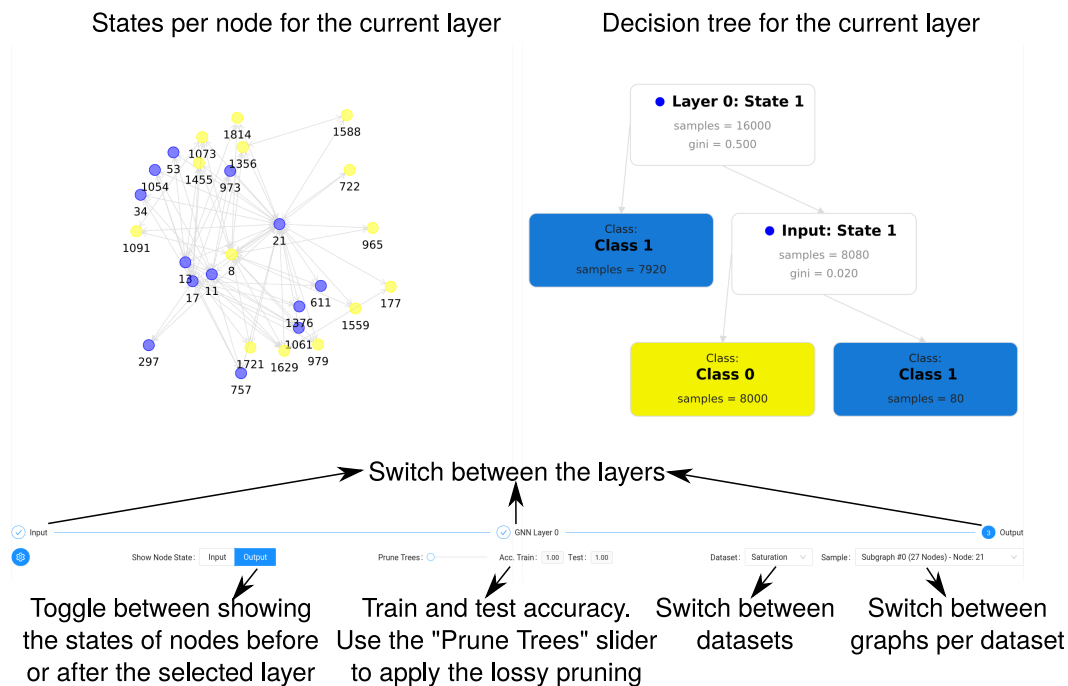 States per node for the current layer
Decision tree for the current layer
1814
1588
1073
1356
53
1455
973
722
1054
34
21
965
1091
8
13
11
17
611
177
1376
1559
1061
979
297
1721
1629
757
Layer 0: State 1
samples = 16000
gini = 0.500
Class:
Class 1
samples = 7920
Input: State 1
samples = 8080
gini = 0.020
Class:
Class 0
samples = 8000
Class:
Class 1
samples = 80
Switch between the layers
Input
GNN Layer 0
3 Output
Show Node State: Input Output
Prune Trees:
Acc. Train: 1.00 Test: 1.00
Dataset: Saturation
Sample: Subgraph #0 (27 Nodes) - Node: 21
Toggle between showing
the states of nodes before
or after the selected layer
Train and test accuracy.
Use the "Prune Trees" slider
to apply the lossy pruning
Switch between
datasets
Switch between
graphs per dataset